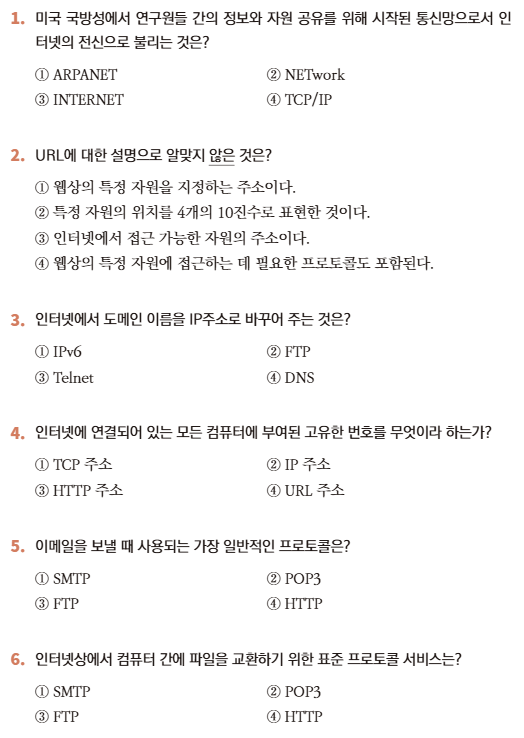 1. 미국 국방성에서 연구원들 간의 정보와 자원 공유를 위해 시작된 통신망으로서 인
터넷의 전신으로 불리는 것은?
① ARPANET ② NETwork
③ INTERNET ④ TCP/IP
2. URL에 대한 설명으로 알맞지 않은 것은?
① 웹상의 특정 자원을 지정하는 주소이다.
② 특정 자원의 위치를 4개의 10진수로 표현한 것이다.
③ 인터넷에서 접근 가능한 자원의 주소이다.
④ 웹상의 특정 자원에 접근하는 데 필요한 프로토콜도 포함된다.
3. 인터넷에서 도메인 이름을 IP주소로 바꾸어 주는 것은?
① IPv6 ② FTP
③ Telnet ④ DNS
4. 인터넷에 연결되어 있는 모든 컴퓨터에 부여된 고유한 번호를 무엇이라 하는가?
① TCP 주소 ② IP 주소
③ HTTP 주소 ④ URL 주소
5. 이메일을 보낼 때 사용되는 가장 일반적인 프로토콜은?
① SMTP ② POP3
③ FTP ④ HTTP
6. 인터넷상에서 컴퓨터 간에 파일을 교환하기 위한 표준 프로토콜 서비스는?
① SMTP ② POP3
③ FTP ④ HTTP